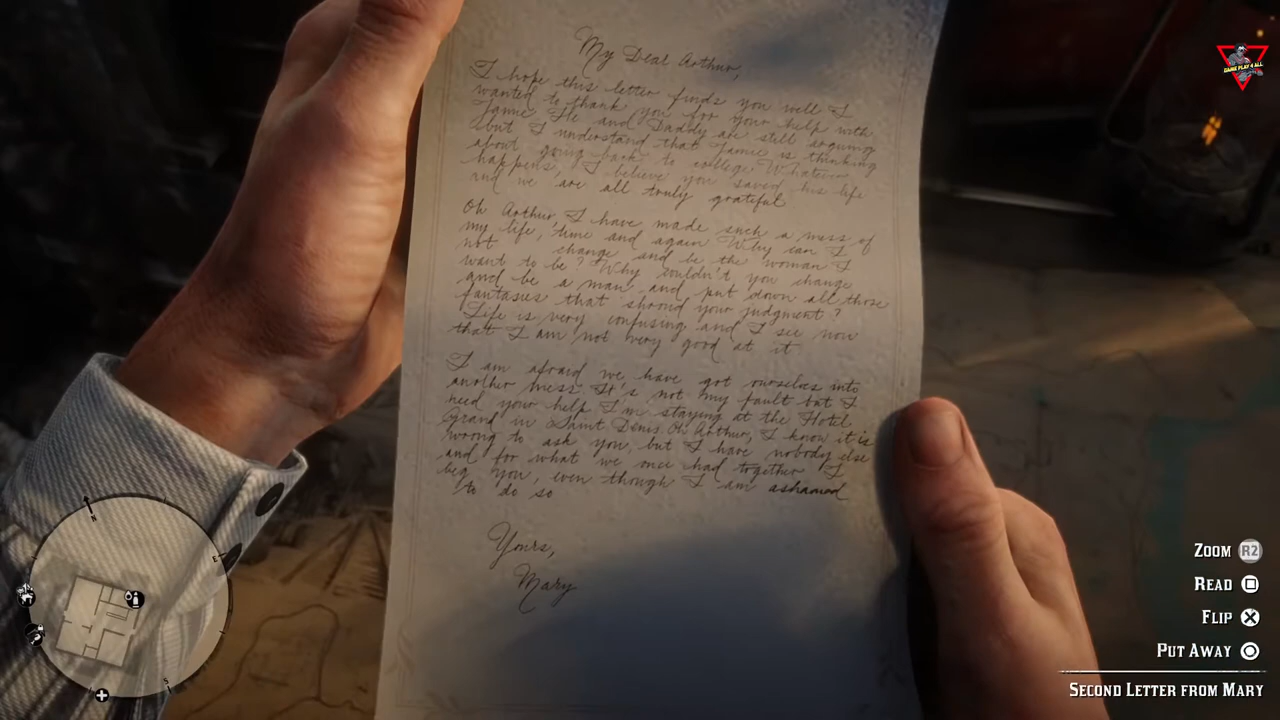 My Dear Arthur,
I hope this letter finds you well I
wanted to thank you for your help with
Jamie. He and Daddy are still arguing
but I understand that Jamie is thinking
about going back to college Whatever
happens, I believe you saved his life
and we are all truly grateful
Oh Arthur, I have made such a mess of
my life, time and again Why can I
not change and be the woman I
want to be? Why couldn't you change
and be a man and put down all those
fantasies that shroud your judgment?
Life is very confusing and I see now
that I am not very good at it
I am afraid we have got ourselves into
another mess It's not my fault but I
need your help I'm staying at the Hotel
Grand in Saint Denis Oh Arthur, I know it is
wrong to ask you, but I have nobody else
and for what we once had together I
beg you, even though I am ashamed
to do so
Yours,
Mary
GAME PLAY 4 ALL
N
E
S
ZOOM R2
READ
FLIP
PUT AWAY
SECOND LETTER FROM MARY